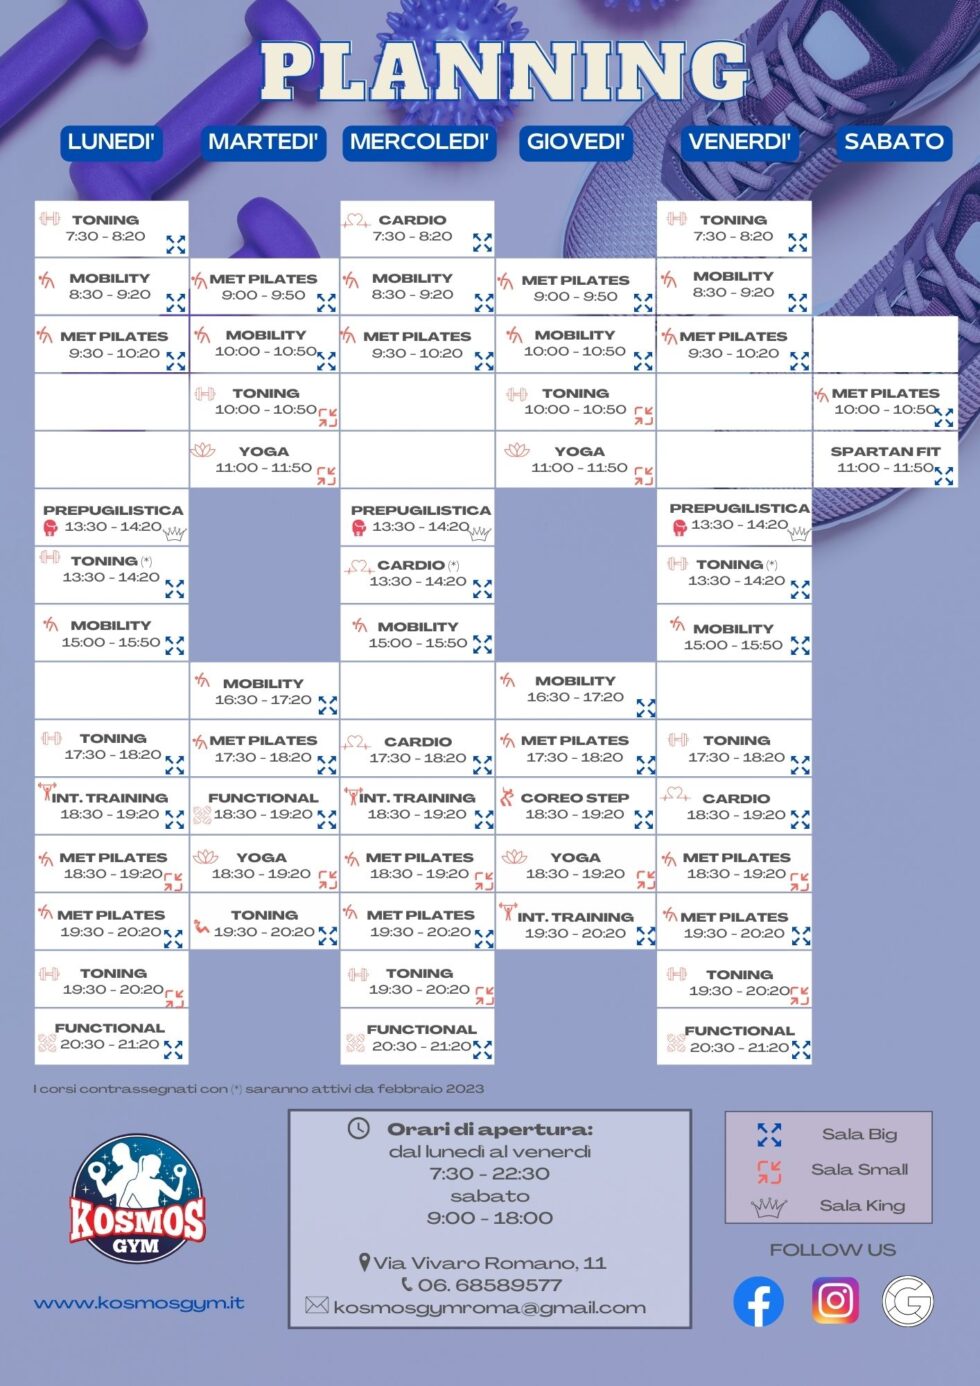 PLANNING
LUNEDI' MARTEDI' MERCOLEDI' GIOVEDI' VENERDI' SABATO
TONING CARDIO TONING
7:30 - 8:20 7:30 - 8:20 7:30 - 8:20
MOBILITY MET PILATES MOBILITY MET PILATES MOBILITY
8:30 - 9:20 9:00 - 9:50 8:30 - 9:20 9:00 - 9:50 8:30 - 9:20
MET PILATES MOBILITY MET PILATES MOBILITY MET PILATES
9:30 - 10:20 10:00 - 10:50 9:30 - 10:20 10:00 - 10:50 9:30 - 10:20
TONING TONING MET PILATES
10:00 - 10:50 10:00 - 10:50 10:00 - 10:50
YOGA YOGA SPARTAN FIT
11:00 - 11:50 11:00 - 11:50 11:00 - 11:50
PREPUGILISTICA PREPUGILISTICA PREPUGILISTICA
13:30 - 14:20 13:30 - 14:20 13:30 - 14:20
TONING (*) CARDIO (*) TONING (*)
13:30 - 14:20 13:30 - 14:20 13:30 - 14:20
MOBILITY MOBILITY MOBILITY
15:00 - 15:50 15:00 - 15:50 15:00 - 15:50
MOBILITY MOBILITY
16:30 - 17:20 16:30 - 17:20
TONING MET PILATES CARDIO MET PILATES TONING
17:30 - 18:20 17:30 - 18:20 17:30 - 18:20 17:30 - 18:20 17:30 - 18:20
INT. TRAINING FUNCTIONAL INT. TRAINING COREO STEP CARDIO
18:30 - 19:20 18:30 - 19:20 18:30 - 19:20 18:30 - 19:20 18:30 - 19:20
MET PILATES YOGA MET PILATES YOGA MET PILATES
18:30 - 19:20 18:30 - 19:20 18:30 - 19:20 18:30 - 19:20 18:30 - 19:20
MET PILATES TONING MET PILATES INT. TRAINING MET PILATES
19:30 - 20:20 19:30 - 20:20 19:30 - 20:20 19:30 - 20:20 19:30 - 20:20
TONING TONING TONING
19:30 - 20:20 19:30 - 20:20 19:30 - 20:20
FUNCTIONAL FUNCTIONAL FUNCTIONAL
20:30 - 21:20 20:30 - 21:20 20:30 - 21:20
I corsi contrassegnati con (*) saranno attivi da febbraio 2023
KOSMOS
GYM
www.kosmosgym.it
Orari di apertura:
dal lunedì al venerdì
7:30 - 22:30
sabato
9:00 - 18:00
Via Vivaro Romano, 11
06. 68589577
kosmosgymroma@gmail.com
Sala Big
Sala Small
Sala King
FOLLOW US